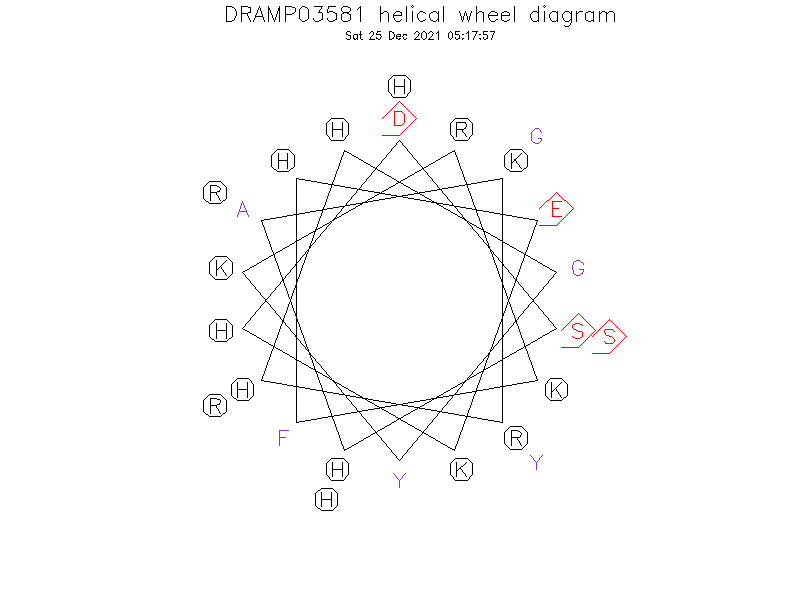 DRAMP03581 helical wheel diagram
Sat 25 Dec 2021 05:17:57
H
D
H
R
G
H
K
R
A
E
K
G
H
S
S
H
K
R
F
R
H
K
Y
Y
H